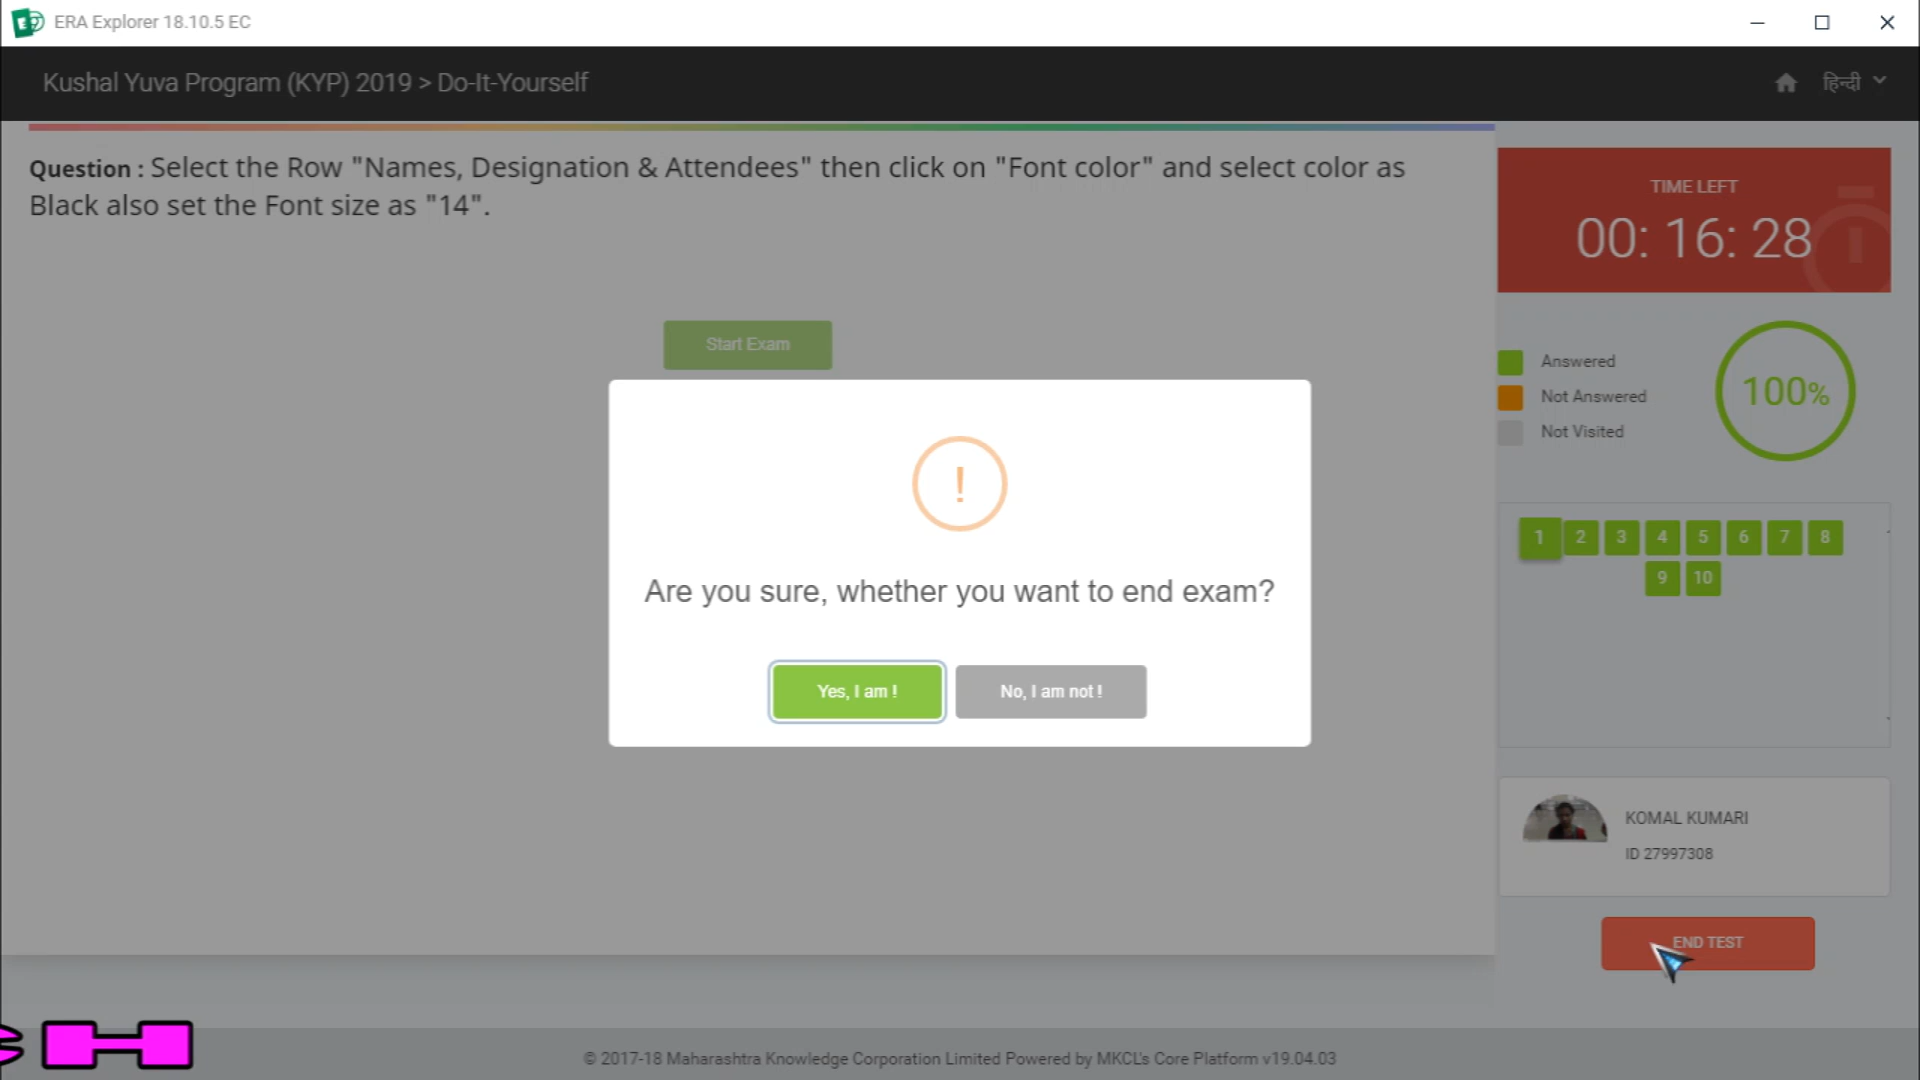 ERA Explorer 18.10.5 EC
Kushal Yuva Program (KYP) 2019 > Do-It-Yourself
हिन्दी
Question : Select the Row "Names, Designation & Attendees" then click on "Font color" and select color as
Black also set the Font size as "14".
TIME LEFT
00: 16: 28
Start Exam
Answered
Not Answered
Not Visited
100%
!
Are you sure, whether you want to end exam?
Yes, I am !
No, I am not !
1 2 3 4 5 6 7 8
9 10
KOMAL KUMARI
ID 27997308
END TEST
© 2017-18 Maharashtra Knowledge Corporation Limited Powered by MKCL's Core Platform v19.04.03